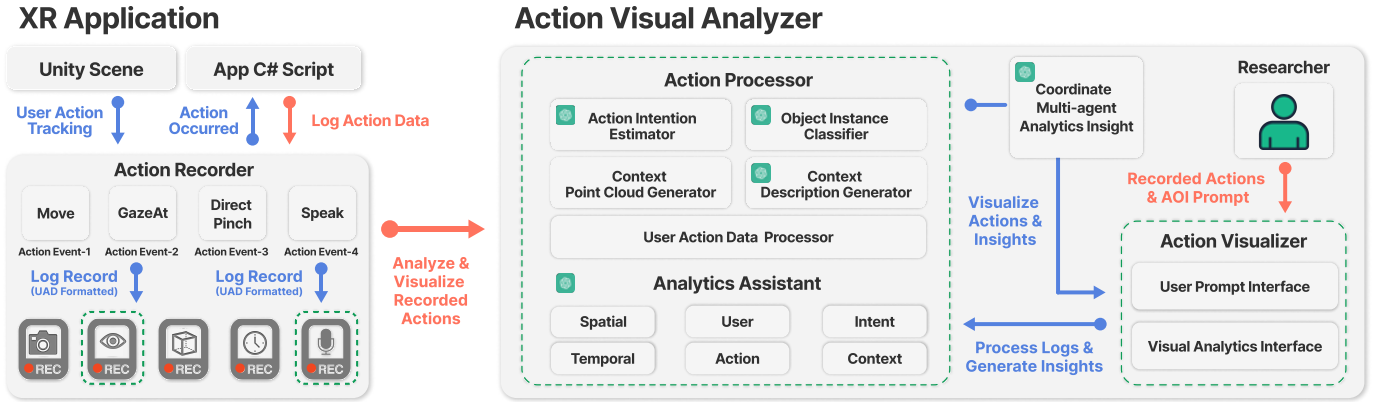 XR Application
Unity Scene
App C# Script
User Action
Tracking
Action
Occurred
Log Action Data
Action Recorder
Move
GazeAt
Direct
Pinch
Speak
Action Event-1
Action Event-2
Action Event-3
Action Event-4
Log Record
(UAD Formatted)
Log Record
(UAD Formatted)
REC
REC
REC
REC
REC
Analyze &
Visualize
Recorded
Actions
Action Visual Analyzer
Action Processor
Action Intention
Estimator
Object Instance
Classifier
Context
Point Cloud Generator
Context
Description Generator
User Action Data Processor
Analytics Assistant
Spatial
User
Intent
Temporal
Action
Context
Coordinate
Multi-agent
Analytics Insight
Visualize
Actions &
Insights
Process Logs &
Generate Insights
Researcher
Recorded Actions
& AOI Prompt
Action Visualizer
User Prompt Interface
Visual Analytics Interface